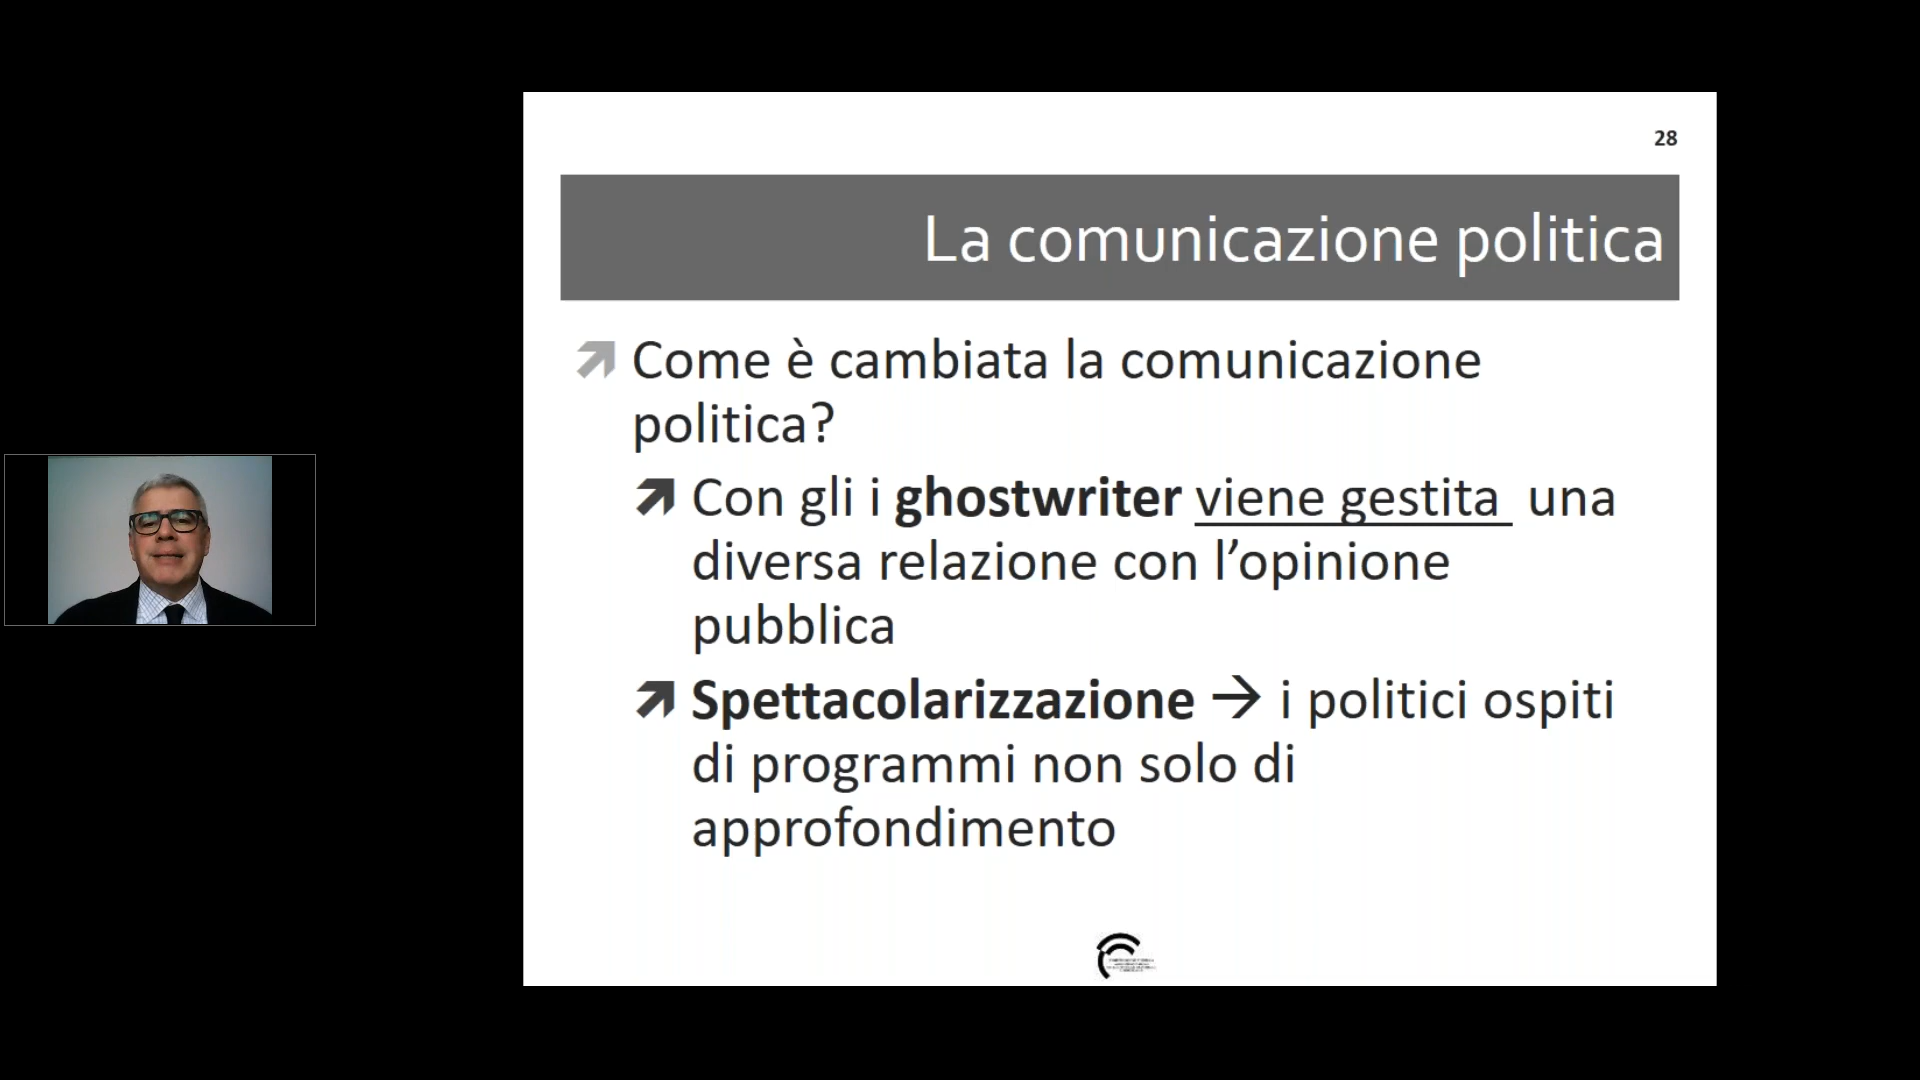 28
La comunicazione politica
Come è cambiata la comunicazione
politica?
Con gli i ghostwriter viene gestita una
diversa relazione con l’opinione
pubblica
Spettacolarizzazione → i politici ospiti
di programmi non solo di
approfondimento